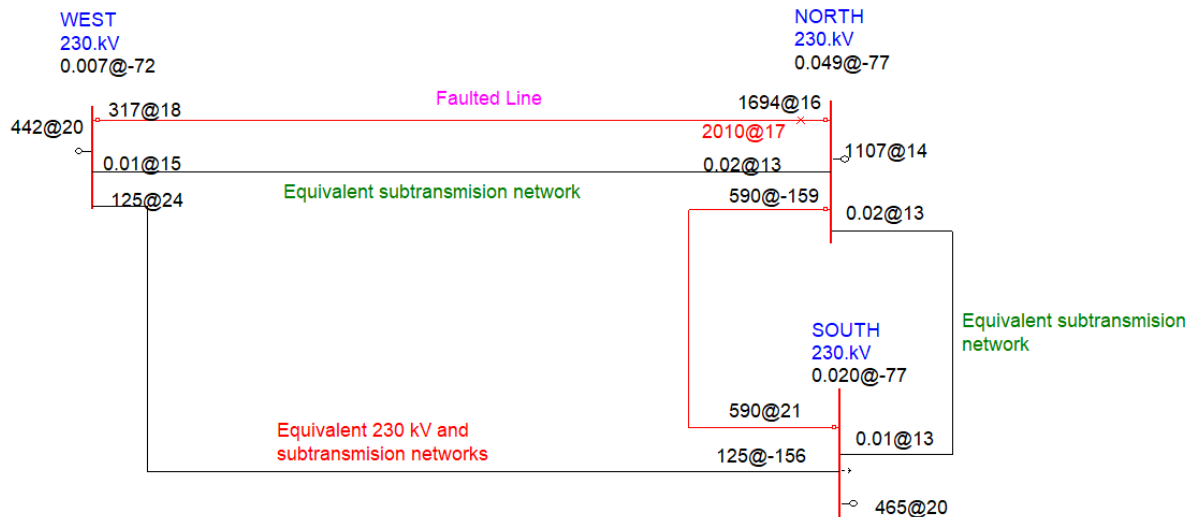 WEST
230.kV
0.007@-72
NORTH
230.kV
0.049@-77
317@18
Faulted Line
1694@16
442@20
2010@17
1107@14
0.01@15
0.02@13
Equivalent subtransmision network
125@24
590@-159
0.02@13
Equivalent subtransmision
network
SOUTH
230.kV
0.020@-77
590@21
Equivalent 230 kV and
subtransmision networks
0.01@13
125@-156
465@20